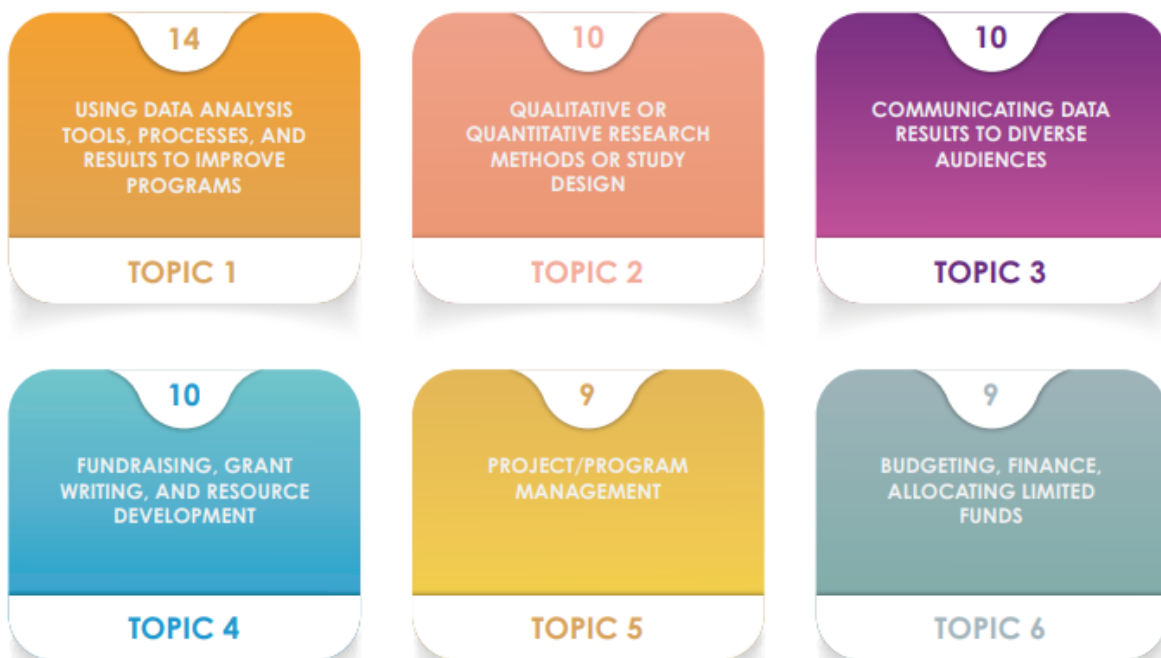 14
USING DATA ANALYSIS
TOOLS, PROCESSES, AND
RESULTS TO IMPROVE
PROGRAMS
TOPIC 1
10
QUALITATIVE OR
QUANTITATIVE RESEARCH
METHODS OR STUDY
DESIGN
TOPIC 2
10
COMMUNICATING DATA
RESULTS TO DIVERSE
AUDIENCES
TOPIC 3
10
FUNDRAISING, GRANT
WRITING, AND RESOURCE
DEVELOPMENT
TOPIC 4
9
PROJECT/PROGRAM
MANAGEMENT
TOPIC 5
9
BUDGETING, FINANCE,
ALLOCATING LIMITED
FUNDS
TOPIC 6